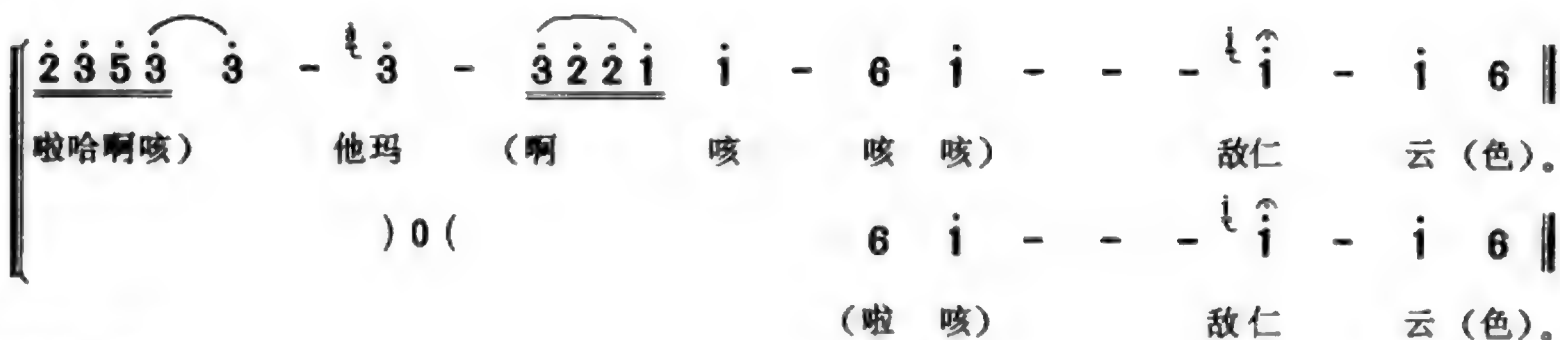 2̇ 3̇ 5̇ 3̇ 3̇ - 3̇ - 3̇ 2̇ 2̇ 1̇ 1̇ - 6 1̇ - - - 1̇ 1̇ - 1̇ 6
啦哈啊咳) 他玛 (啊 咳 咳 咳) 敌仁 云 (色)。
) 0 ( 6 1̇ - - - 1̇ 1̇ - 1̇ 6
(啦 咳) 敌仁 云 (色)。